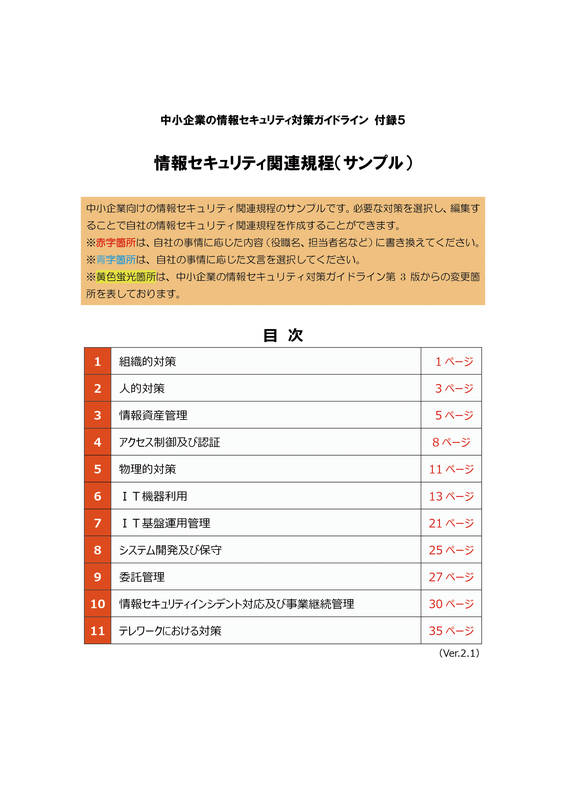 中小企業の情報セキュリティ対策ガイドライン 付録5
情報セキュリティ関連規程（サンプル）
中小企業向けの情報セキュリティ関連規程のサンプルです。必要な対策を選択し、編集す
ることで自社の情報セキュリティ関連規程を作成することができます。
※赤字箇所は、自社の事情に応じた内容（役職名、担当者名など）に書き換えてください。
※青字箇所は、自社の事情に応じた文言を選択してください。
※黄色蛍光箇所は、中小企業の情報セキュリティ対策ガイドライン第 3 版からの変更箇
所を表しております。
目 次
1 組織的対策 1 ページ
2 人的対策 3 ページ
3 情報資産管理 5 ページ
4 アクセス制御及び認証 8 ページ
5 物理的対策 11 ページ
6 ＩＴ機器利用 13 ページ
7 ＩＴ基盤運用管理 21 ページ
8 システム開発及び保守 25 ページ
9 委託管理 27 ページ
10 情報セキュリティインシデント対応及び事業継続管理 30 ページ
11 テレワークにおける対策 35 ページ
（Ver.2.1）